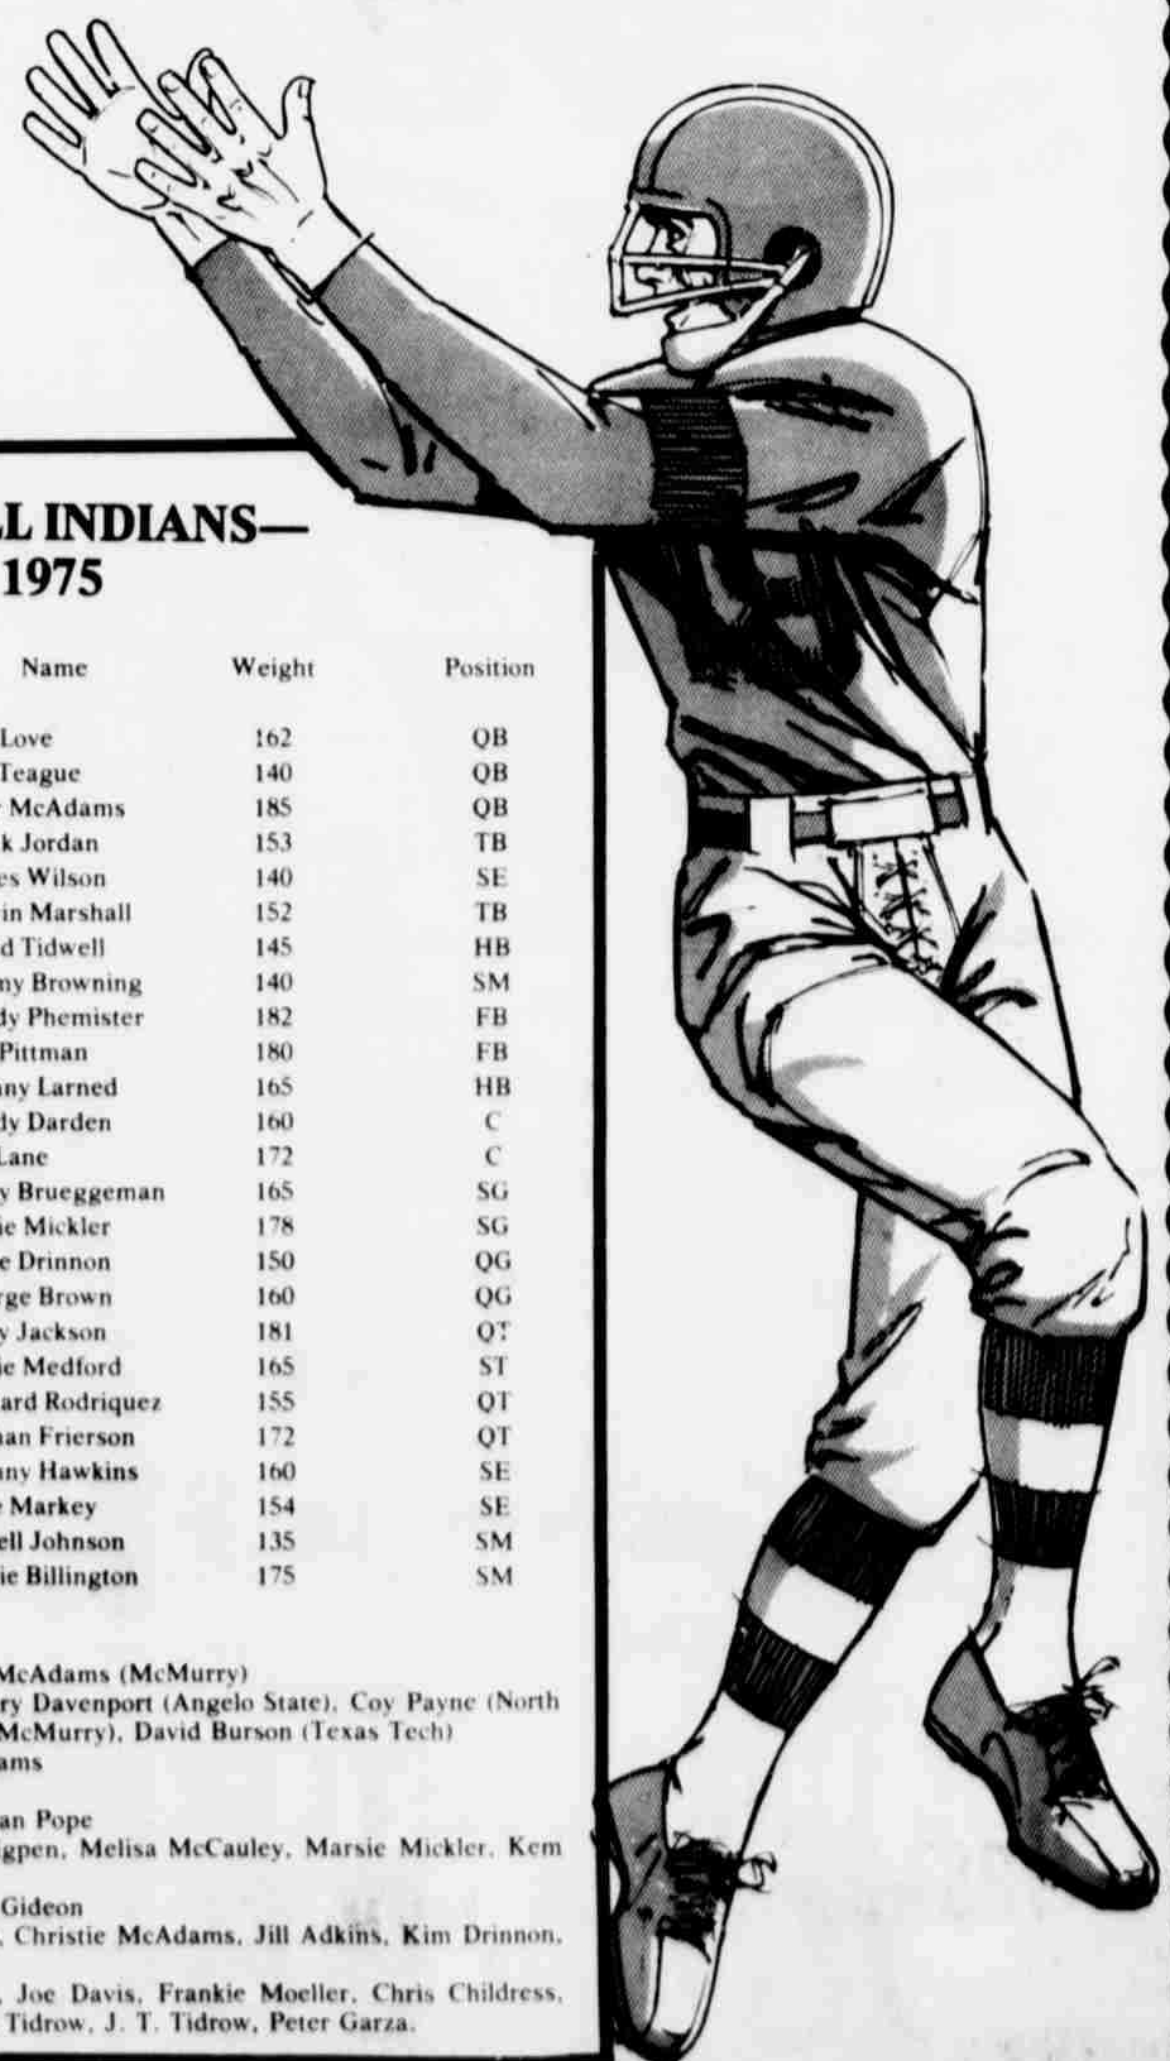 LL INDIANS—
1975
Name Weight Position
Love 162 QB
Teague 140 QB
McAdams 185 QB
k Jordan 153 TB
es Wilson 140 SE
in Marshall 152 TB
d Tidwell 145 HB
ny Browning 140 SM
dy Phemister 182 FB
Pittman 180 FB
nny Larned 165 HB
dy Darden 160 C
Lane 172 C
y Brueggeman 165 SG
ie Mickler 178 SG
e Drinnon 150 QG
rge Brown 160 QG
y Jackson 181 QT
ie Medford 165 ST
ard Rodriquez 155 QT
nan Frierson 172 QT
nny Hawkins 160 SE
Markey 154 SE
ell Johnson 135 SM
ie Billington 175 SM
McAdams (McMurry)
ry Davenport (Angelo State), Coy Payne (North
McMurry), David Burson (Texas Tech)
ams
an Pope
gpen, Melisa McCauley, Marsie Mickler, Kem
Gideon
, Christie McAdams, Jill Adkins, Kim Drinnon,
, Joe Davis, Frankie Moeller, Chris Childress,
Tidrow, J. T. Tidrow, Peter Garza.